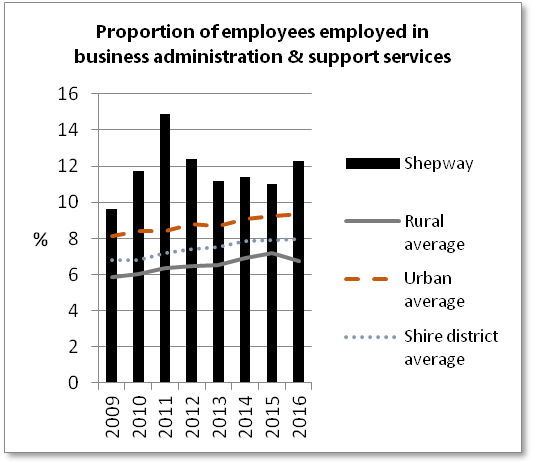 Proportion of employees employed in
business administration & support services
16
14
12
10
8
6
4
2
0
%
2009
2010
2011
2012
2013
2014
2015
2016
Shepway
Rural
average
Urban
average
Shire district
average